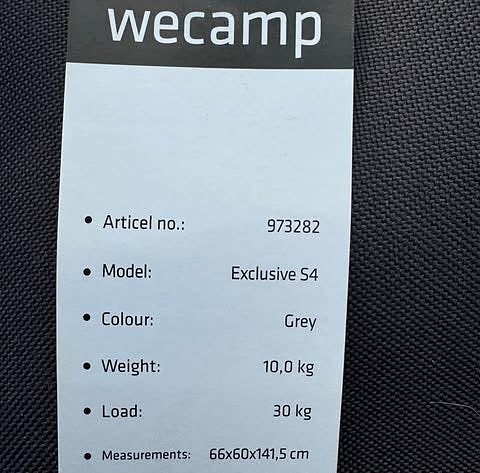 wecamp
• Articel no.: 973282
• Model: Exclusive S4
• Colour: Grey
• Weight: 10,0 kg
• Load: 30 kg
• Measurements: 66x60x141,5 cm